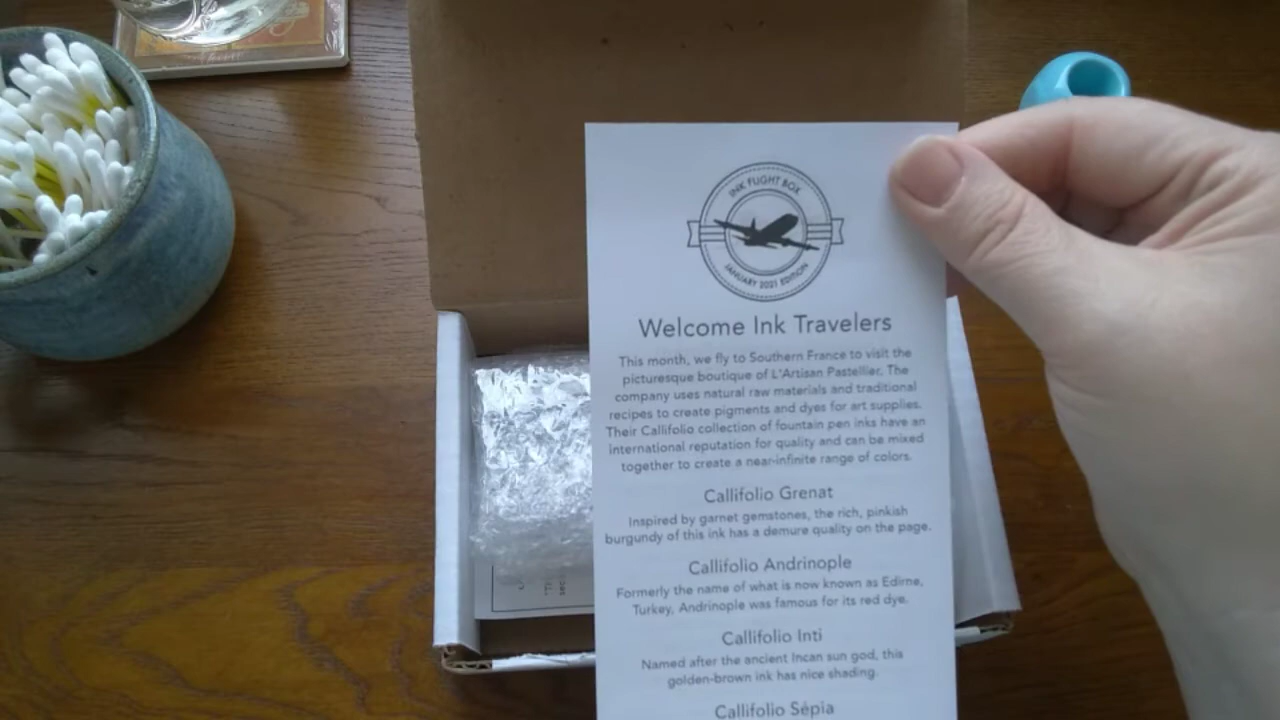 INK FLIGHT BOX
JANUARY 2021 EDITION
Welcome Ink Travelers
This month, we fly to Southern France to visit the
picturesque boutique of L'Artisan Pastellier. The
company uses natural raw materials and traditional
recipes to create pigments and dyes for art supplies.
Their Callifolio collection of fountain pen inks have an
international reputation for quality and can be mixed
together to create a near-infinite range of colors.
Callifolio Grenat
Inspired by garnet gemstones, the rich, pinkish
burgundy of this ink has a demure quality on the page.
Callifolio Andrinople
Formerly the name of what is now known as Edirne,
Turkey, Andrinople was famous for its red dye.
Callifolio Inti
Named after the ancient Incan sun god, this
golden-brown ink has nice shading.
Callifolio Sépia